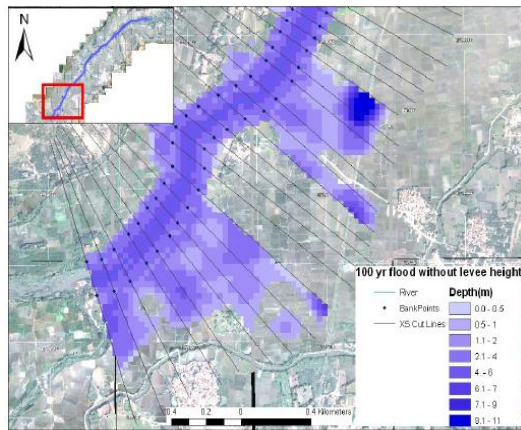 N
100 yr flood without levee height
River
BankPoints
XS Cut Lines
Depth(m)
0.0 - 0.5
0.5 - 1
1.1 - 2
2.1 - 4
4 - 6
6.1 - 7
7.1 - 9
9.1 - 11
0.4 0.2 0 0.4 Kilometers